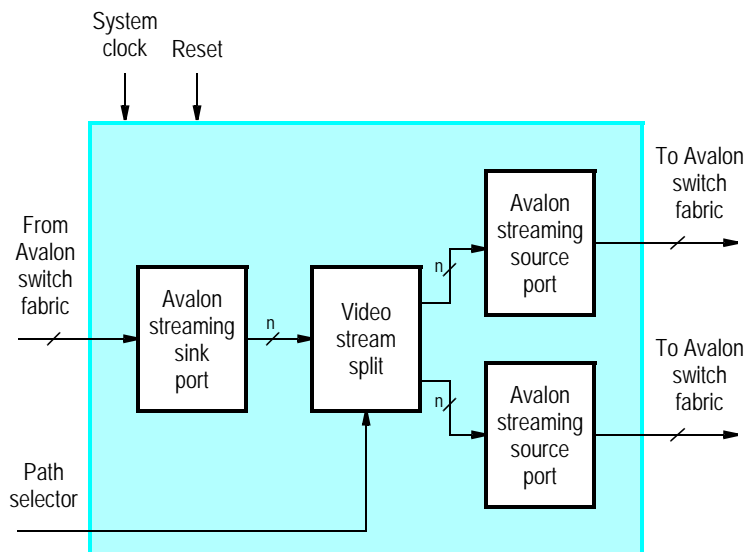 System
clock
Reset
From
Avalon
switch
fabric
Avalon
streaming
sink
port
n
Video
stream
split
n
n
Avalon
streaming
source
port
Avalon
streaming
source
port
To Avalon
switch
fabric
To Avalon
switch
fabric
Path
selector